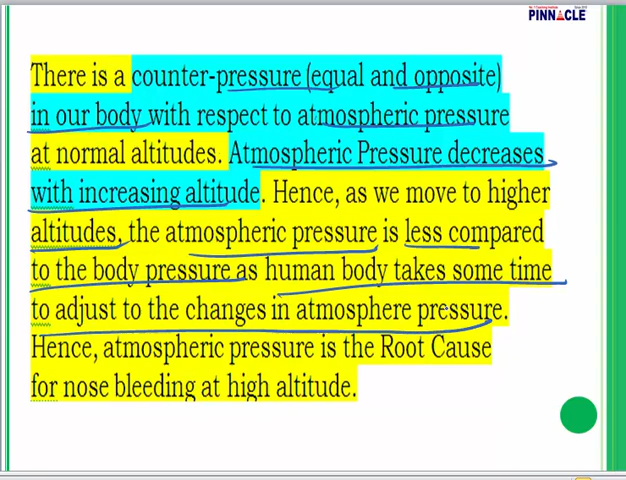 PINNACLE
There is a counter-pressure (equal and opposite)
in our body with respect to atmospheric pressure
at normal altitudes. Atmospheric Pressure decreases
with increasing altitude. Hence, as we move to higher
altitudes, the atmospheric pressure is less compared
to the body pressure as human body takes some time
to adjust to the changes in atmosphere pressure.
Hence, atmospheric pressure is the Root Cause
for nose bleeding at high altitude.